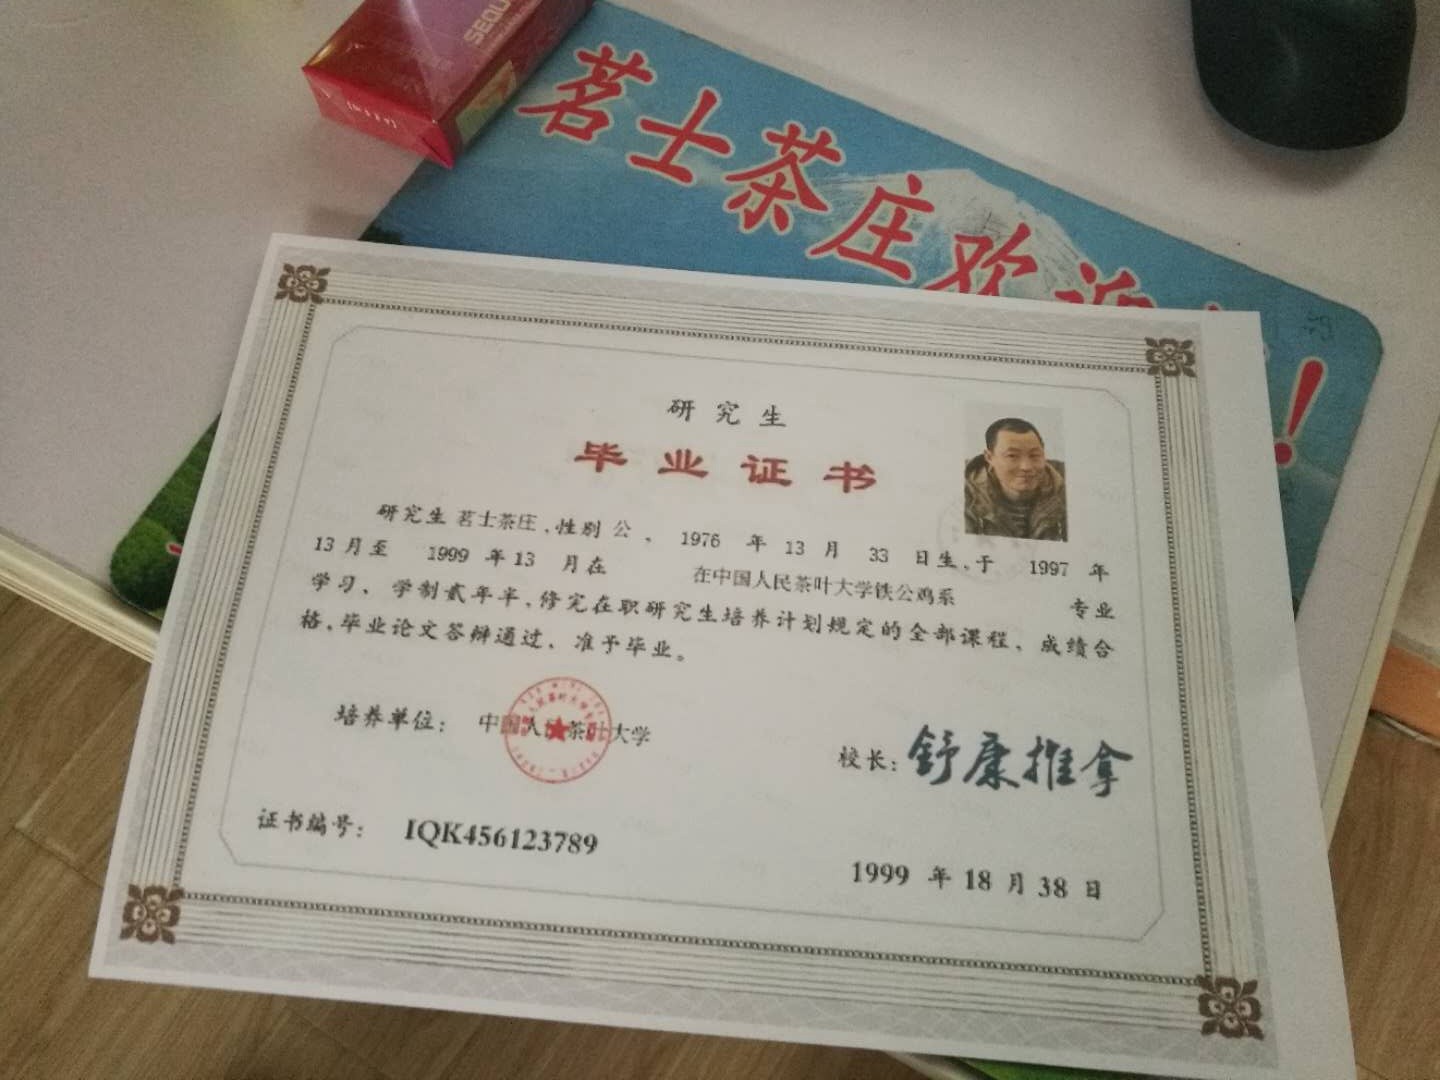 SEQU
茗士茶庄欢迎
!
研究生
毕业证书
研究生 茗士茶庄 , 性别 公 、 1976 年 13 月 33 日生,于 1997 年
13 月至 1999 年 13 月在 在中国人民茶叶大学铁公鸡系 专业
学习、学制贰年半,修完在职研究生培养计划规定的全部课程、成绩合
格,毕业论文答辩通过、准予毕业。
培养单位: 中国人民茶叶大学
校长: 舒康推拿
证书编号: IQK456123789
1999 年 18 月 38 日